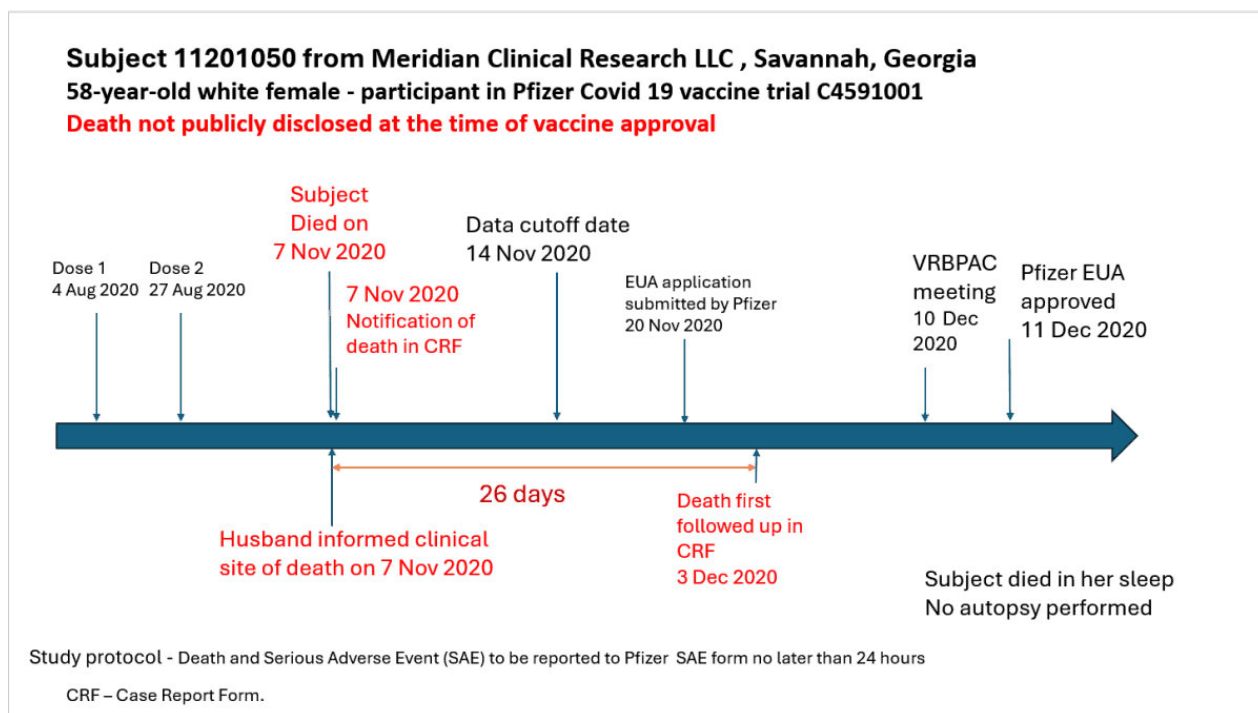 Subject 11201050 from Meridian Clinical Research LLC , Savannah, Georgia
58-year-old white female - participant in Pfizer Covid 19 vaccine trial C4591001
Death not publicly disclosed at the time of vaccine approval
Dose 1
4 Aug 2020
Dose 2
27 Aug 2020
Subject
Died on
7 Nov 2020
7 Nov 2020
Notification of
death in CRF
Data cutoff date
14 Nov 2020
EUA application
submitted by Pfizer
20 Nov 2020
VRBPAC
meeting
10 Dec
2020
Pfizer EUA
approved
11 Dec 2020
26 days
Husband informed clinical
site of death on 7 Nov 2020
Death first
followed up in
CRF
3 Dec 2020
Subject died in her sleep
No autopsy performed
Study protocol - Death and Serious Adverse Event (SAE) to be reported to Pfizer SAE form no later than 24 hours
CRF – Case Report Form.